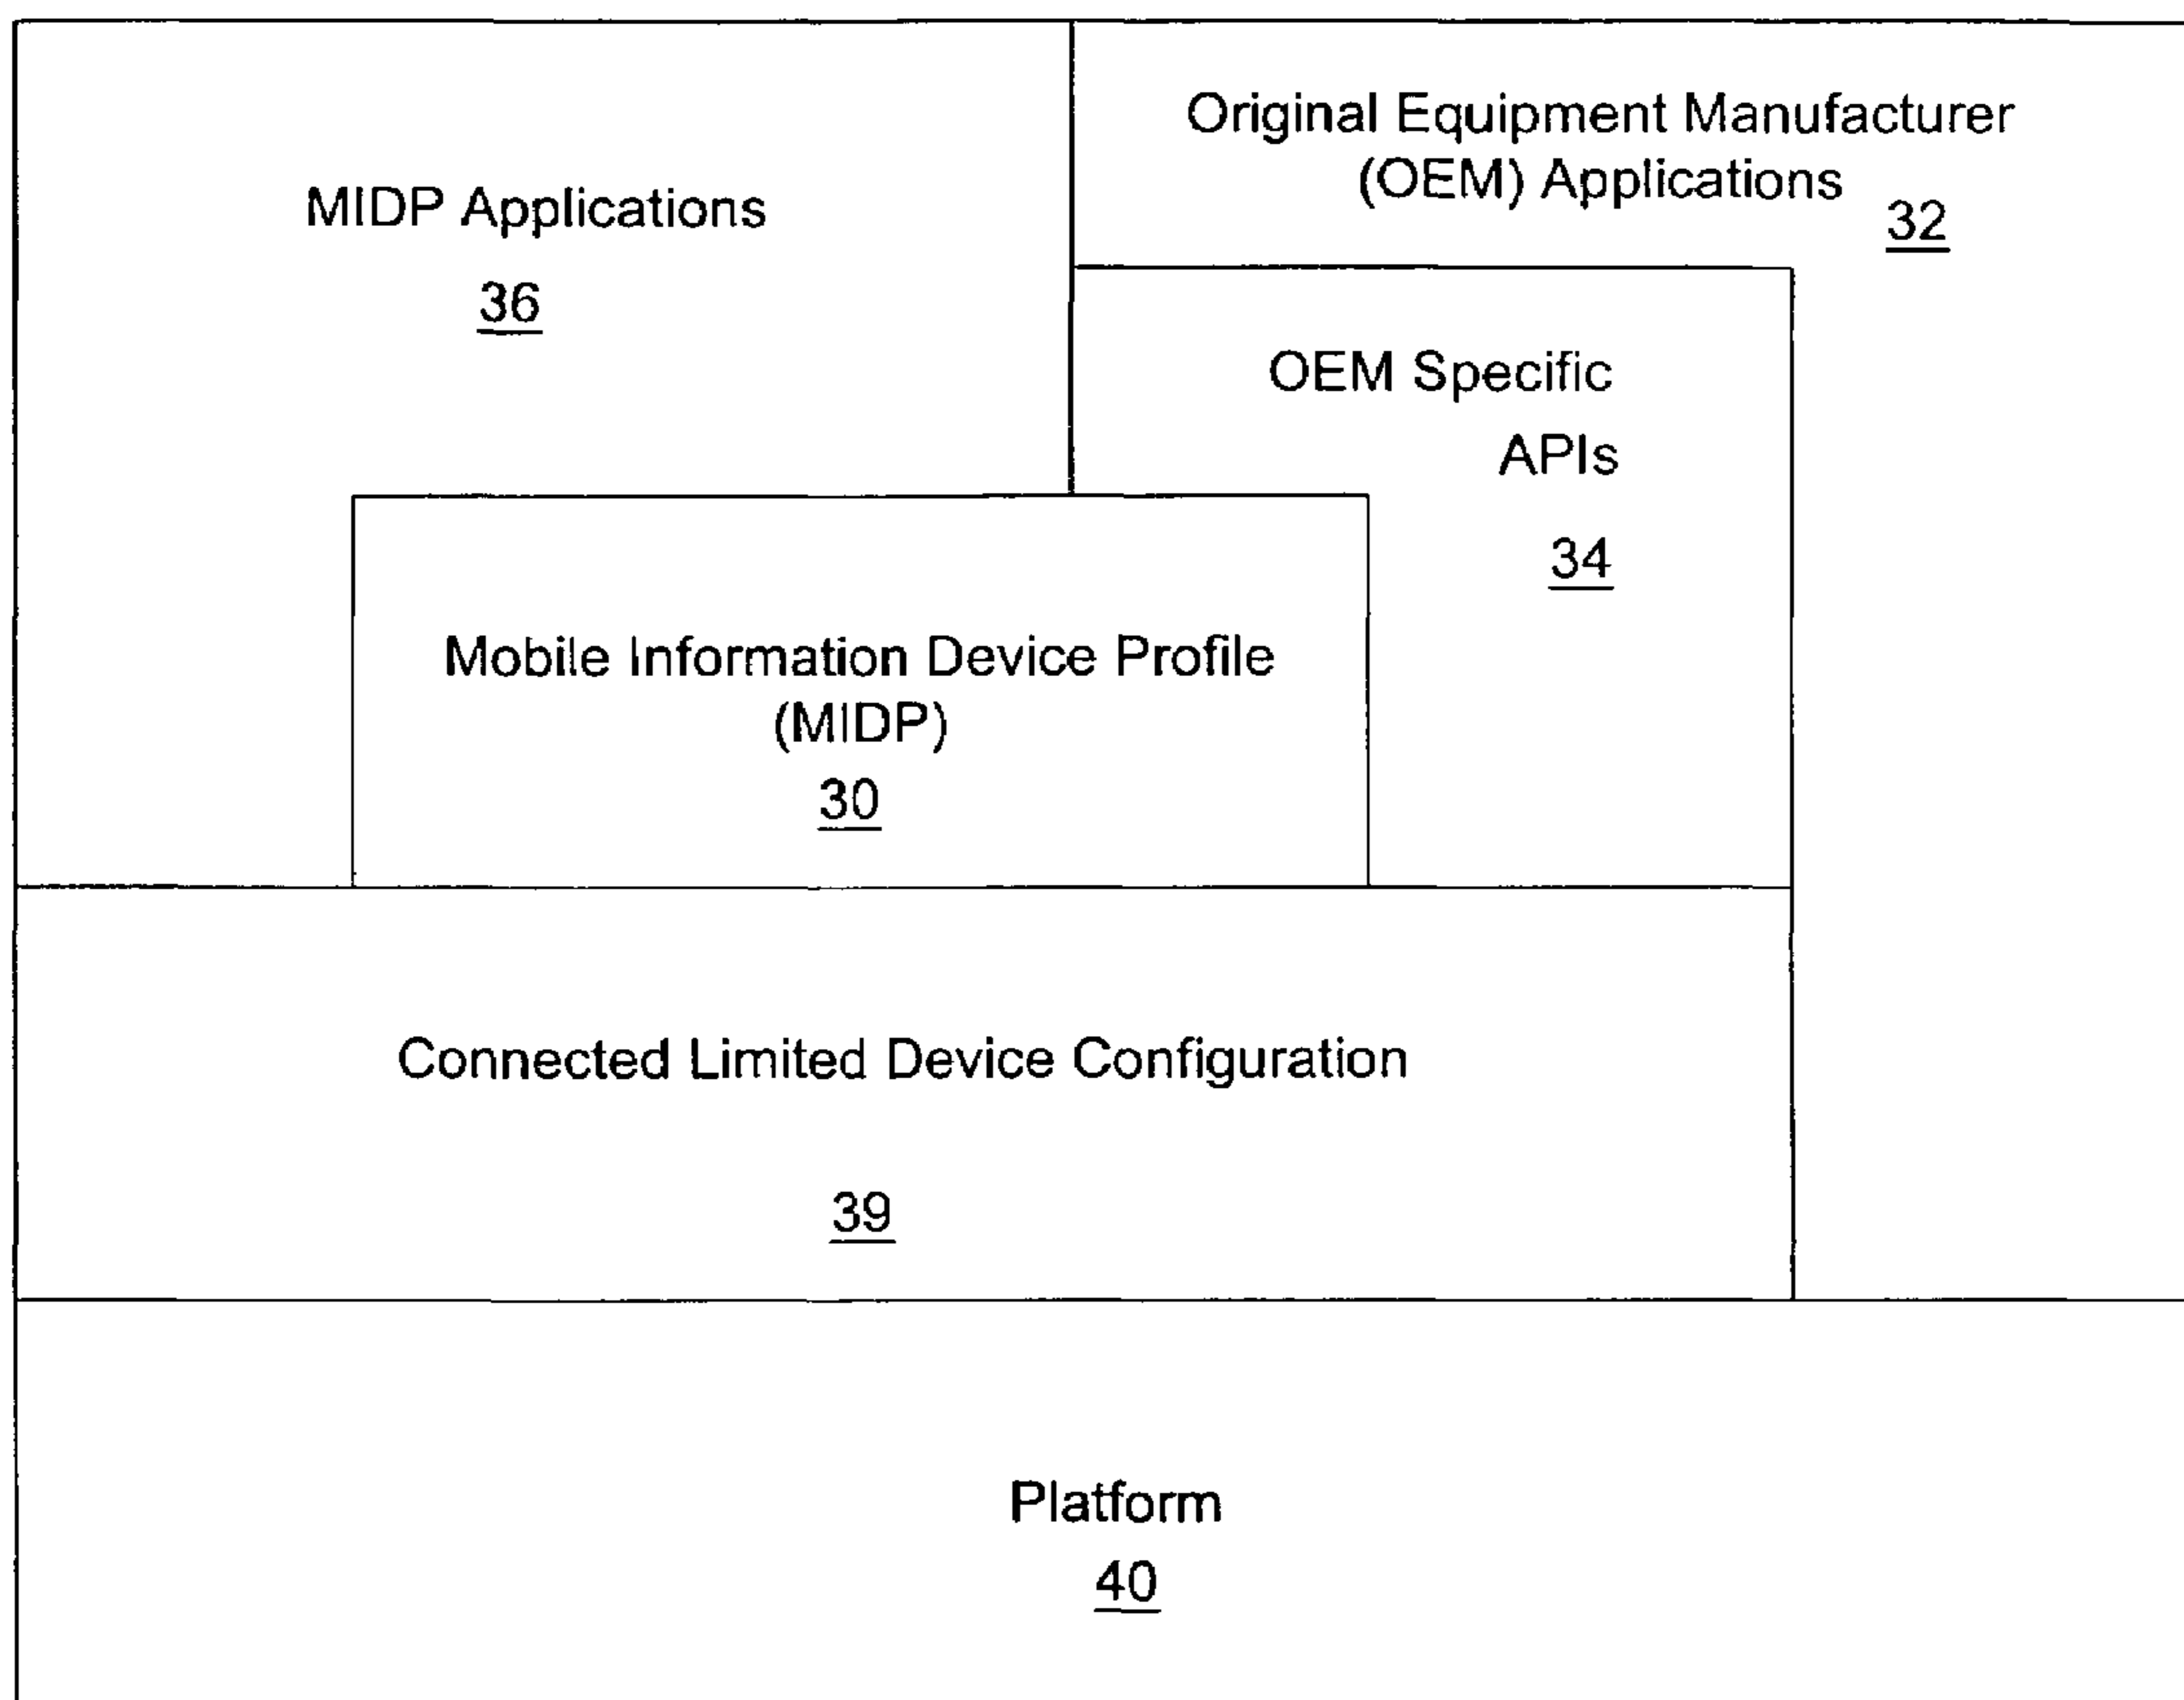 Original Equipment Manufacturer
(OEM) Applications
32
MIDP Applications
36
OEM Specific
APIs
34
Mobile Information Device Profile
(MIDP)
30
Connected Limited Device Configuration
39
Platform
40